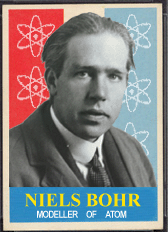 NIELS BOHR
MODELLER OF ATOM